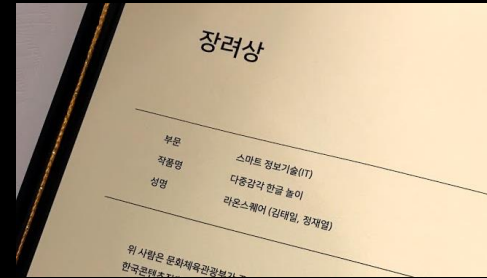 장려상
부문 스마트 정보기술(IT)
작품명 다중감각 한글 놀이
성명 라온스퀘어 (김태일, 정재열)
위 사람은 문화체육관광부가